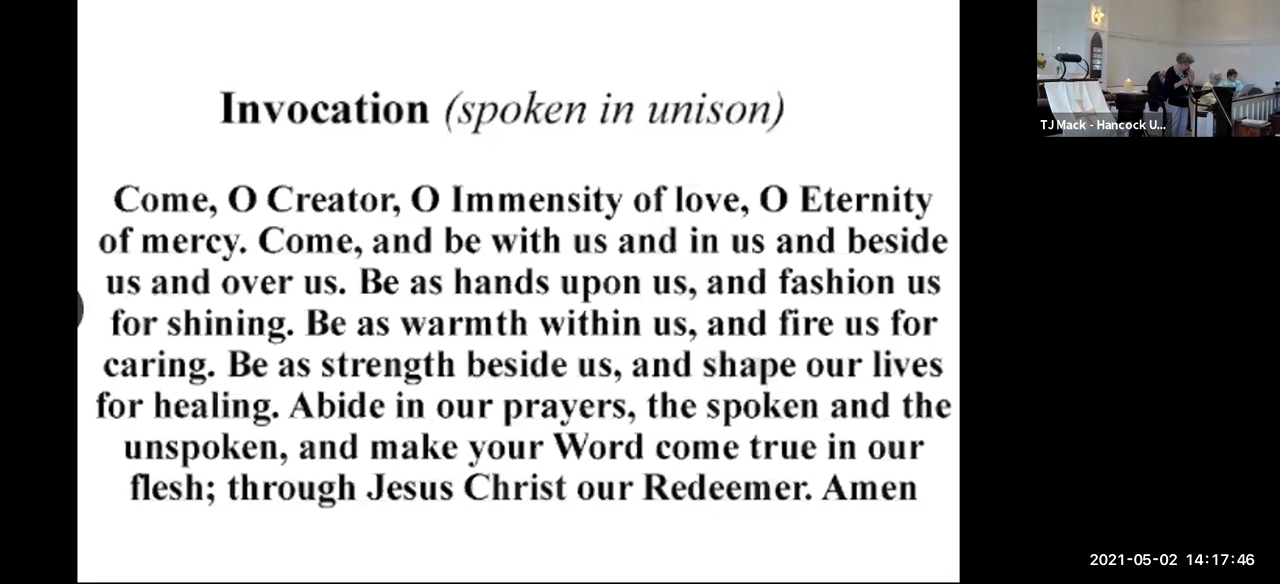 Invocation (spoken in unison)
Come, O Creator, O Immensity of love, O Eternity
of mercy. Come, and be with us and in us and beside
us and over us. Be as hands upon us, and fashion us
for shining. Be as warmth within us, and fire us for
caring. Be as strength beside us, and shape our lives
for healing. Abide in our prayers, the spoken and the
unspoken, and make your Word come true in our
flesh; through Jesus Christ our Redeemer. Amen
TJ Mack - Hancock U...
2021-05-02 14:17:46